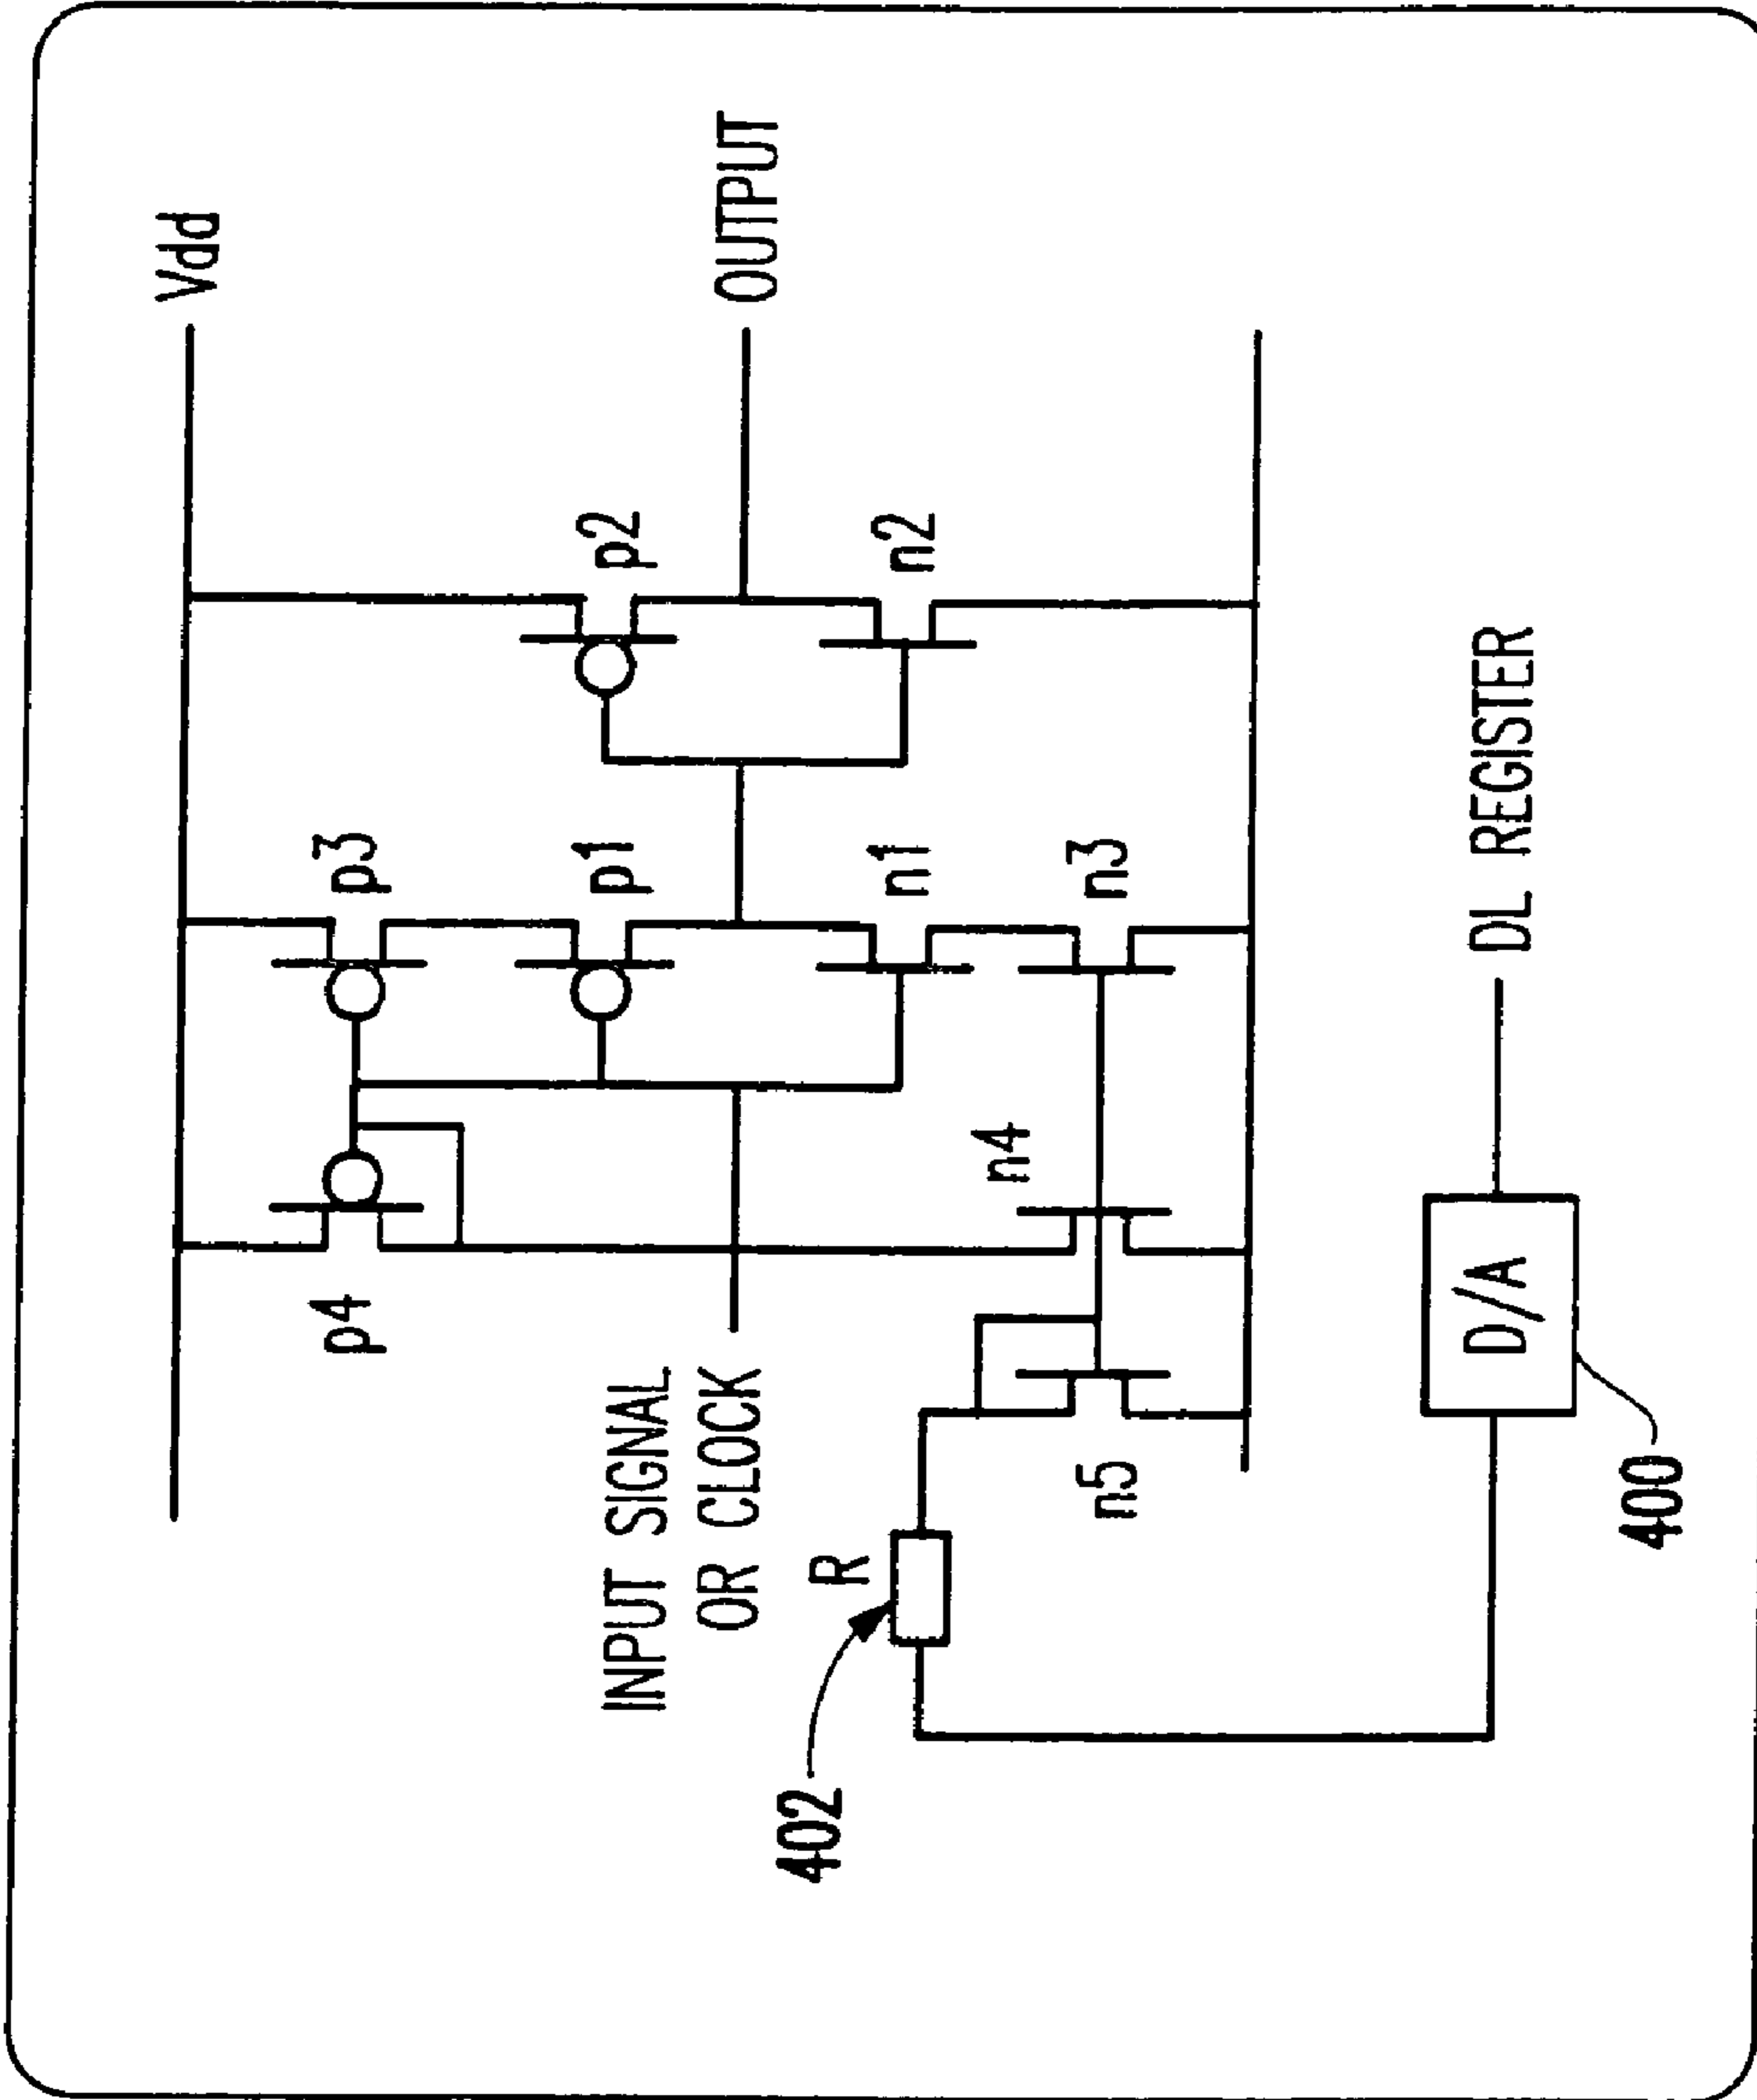 Vdd
p4
p3
p1
p2
OUTPUT
INPUT SIGNAL
OR CLOCK
n1
n2
402
R
n4
n3
n5
D/A
DL REGISTER
400